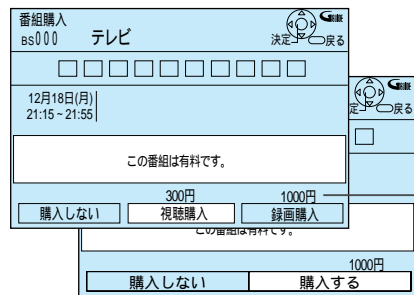 番組購入
BS000 テレビ
決定 戻る
GUIDE
□□□□□□□□□□
12月18日(月)
21:15~21:55
この番組は有料です。
300円 1000円
購入しない 視聴購入 録画購入
定 戻る
GUIDE
□
この番組は有料です。
1000円
購入しない 購入する